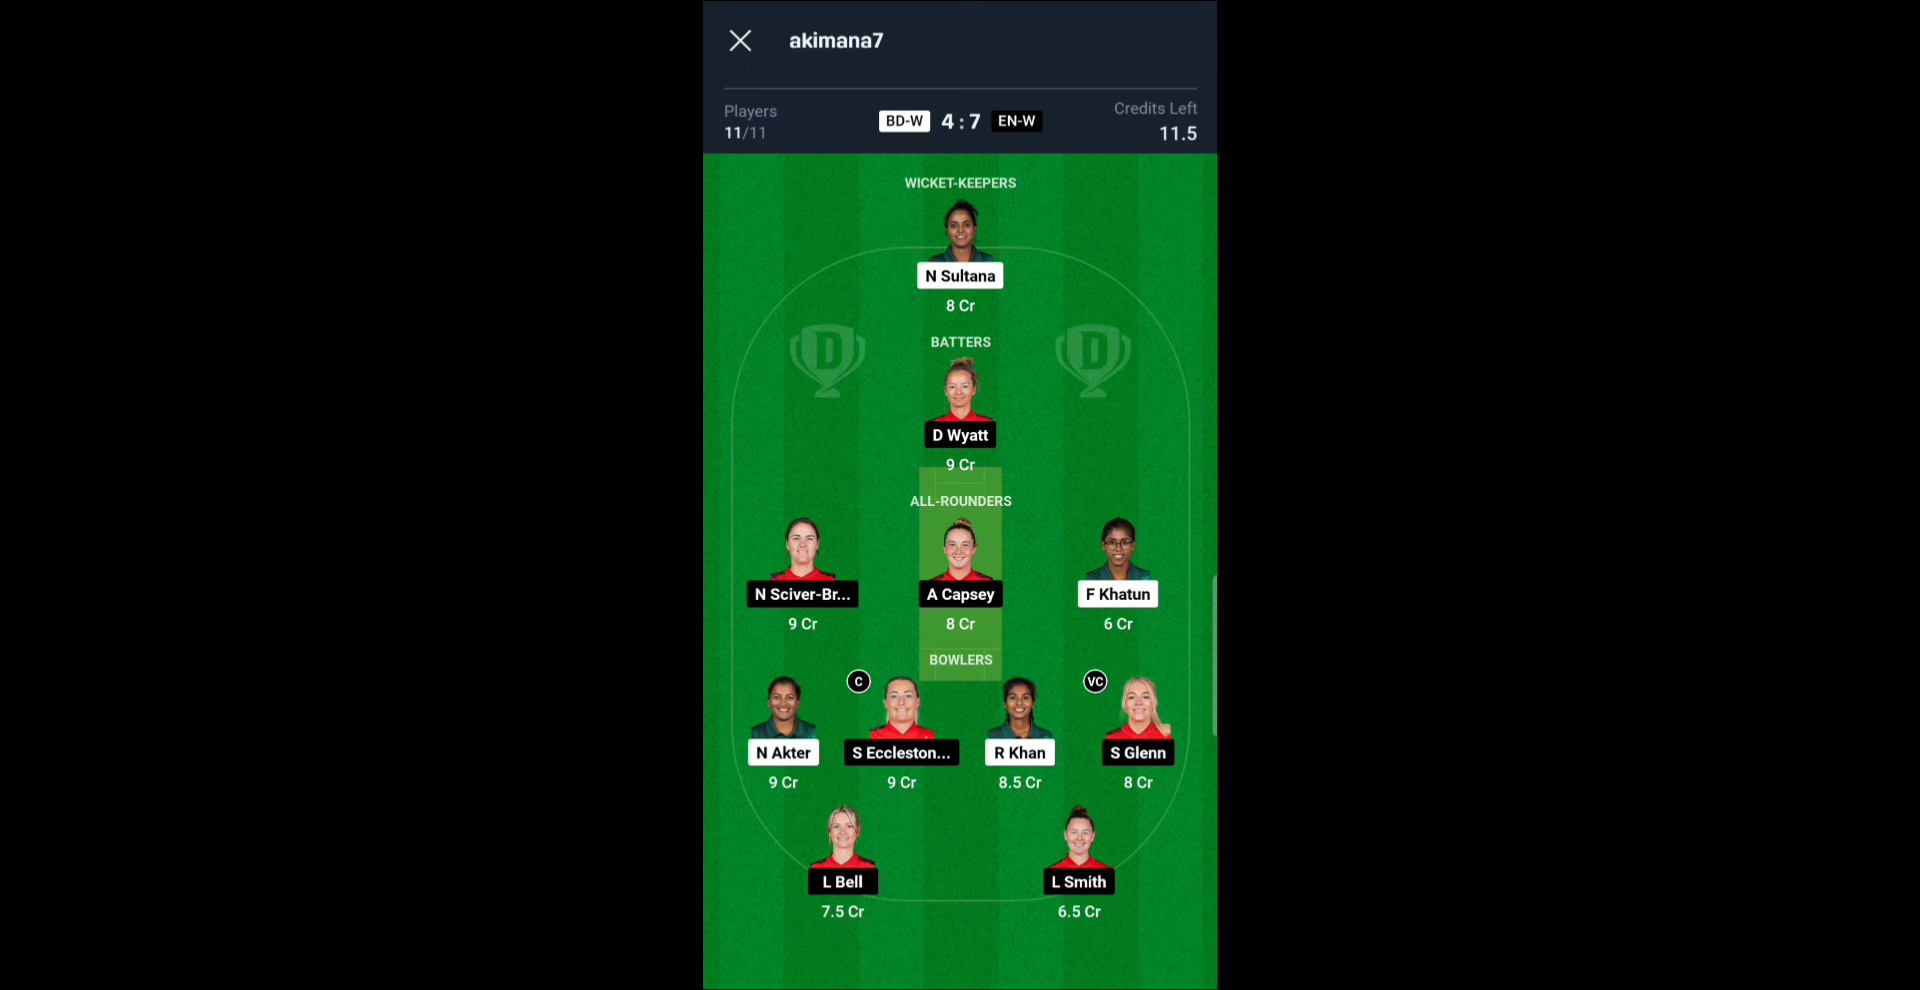 akimana7
Players
11/11
BD-W 4 : 7 EN-W
Credits Left
11.5
WICKET-KEEPERS
N Sultana
8 Cr
D
D
BATTERS
D Wyatt
9 Cr
ALL-ROUNDERS
N Sciver-Br...
9 Cr
A Capsey
8 Cr
F Khatun
6 Cr
BOWLERS
N Akter
9 Cr
C
S Eccleston...
9 Cr
R Khan
8.5 Cr
VC
S Glenn
8 Cr
L Bell
7.5 Cr
L Smith
6.5 Cr